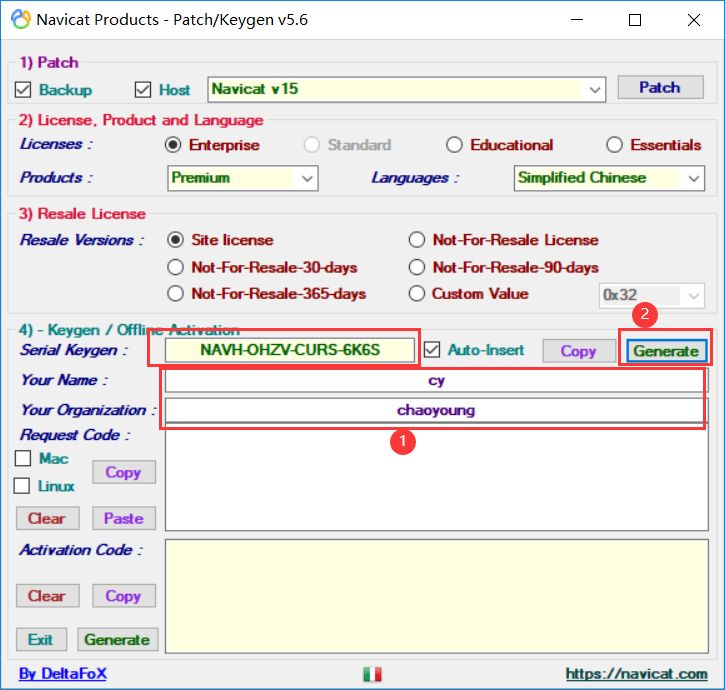 Navicat Products - Patch/Keygen v5.6
1) Patch
Backup Host Navicat v15 Patch
2) License, Product and Language
Licenses : Enterprise Standard Educational Essentials
Products : Premium Languages : Simplified Chinese
3) Resale License
Resale Versions : Site license Not-For-Resale License
Not-For-Resale-30-days Not-For-Resale-90-days
Not-For-Resale-365-days Custom Value 0x32
2
4) - Keygen / Offline Activation
Serial Keygen : NAVH-OHZV-CURS-6K6S Auto-Insert Copy Generate
Your Name : cy
Your Organization : chaoyoung
1
Request Code :
Mac
Copy
Linux
Clear Paste
Activation Code :
Clear Copy
Exit Generate
By DeltaFoX https://navicat.com